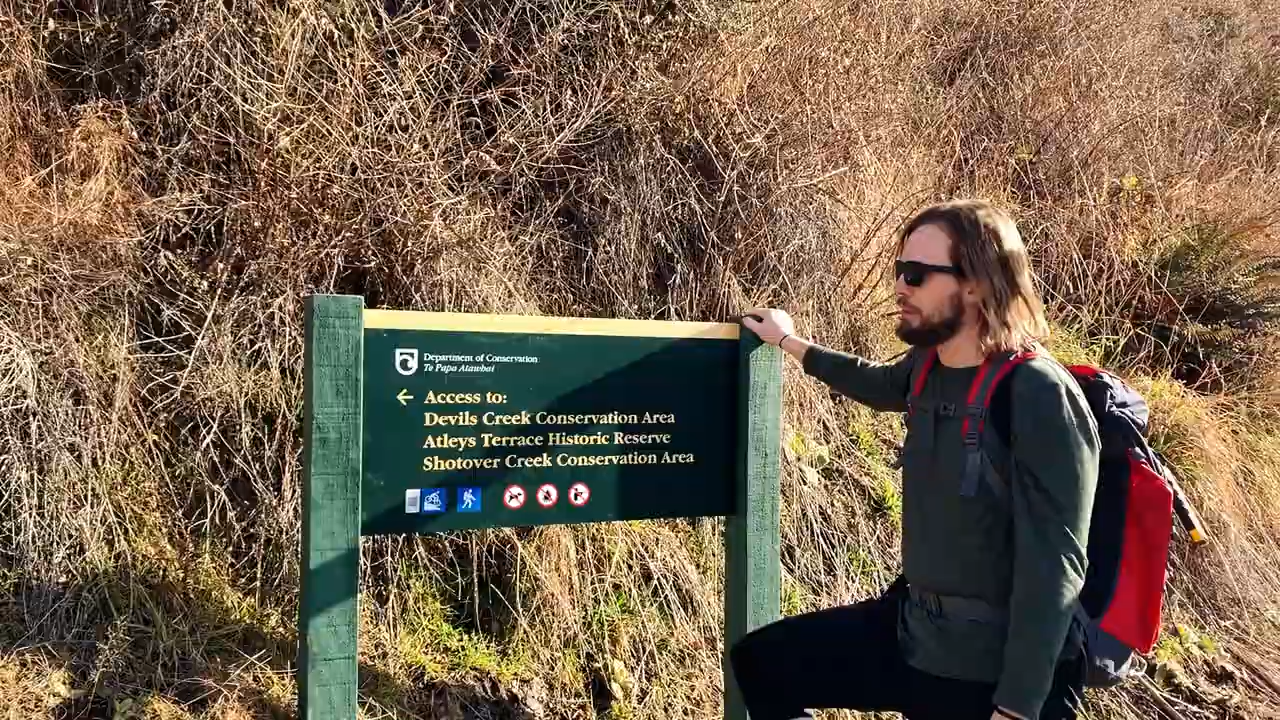 Department of Conservation
Te Papa Atawbai
← Access to:
Devils Creek Conservation Area
Atleys Terrace Historic Reserve
Shotover Creek Conservation Area